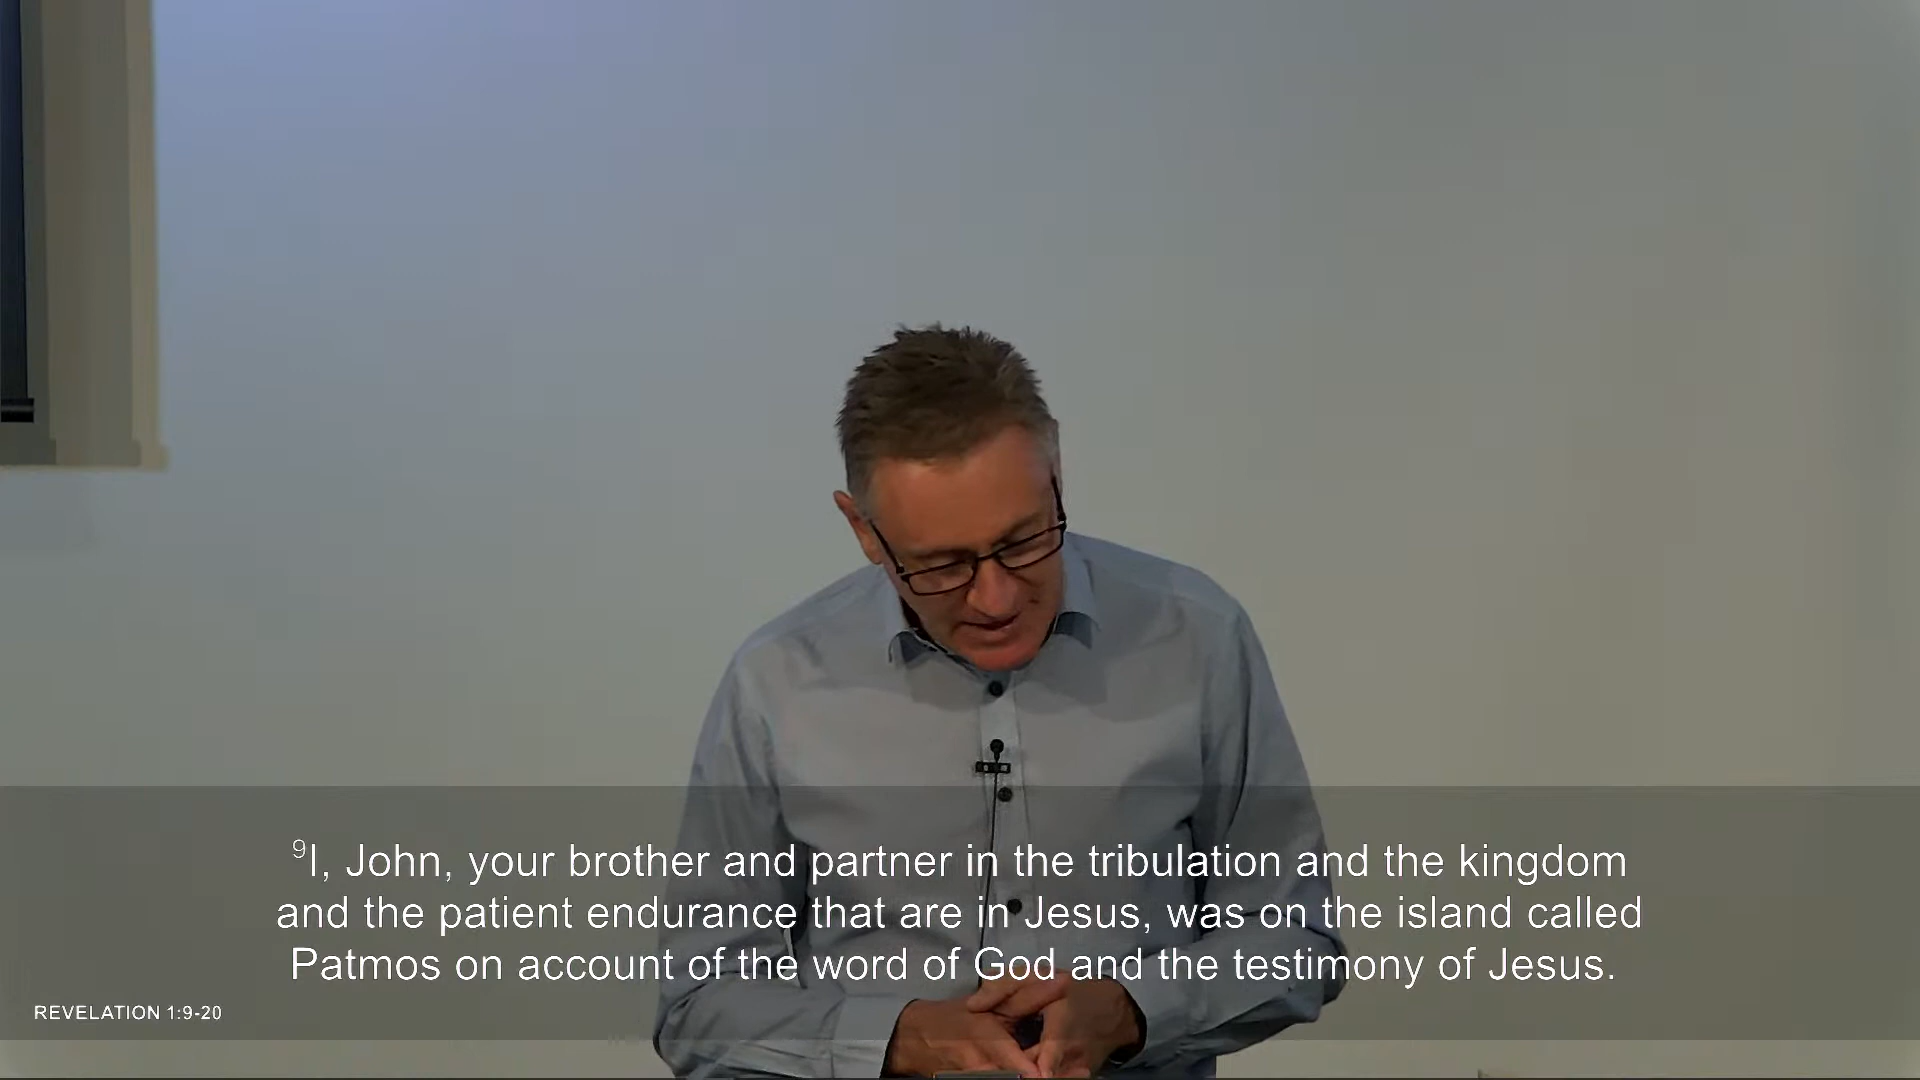 ⁹I, John, your brother and partner in the tribulation and the kingdom
and the patient endurance that are in Jesus, was on the island called
Patmos on account of the word of God and the testimony of Jesus.
REVELATION 1:9-20